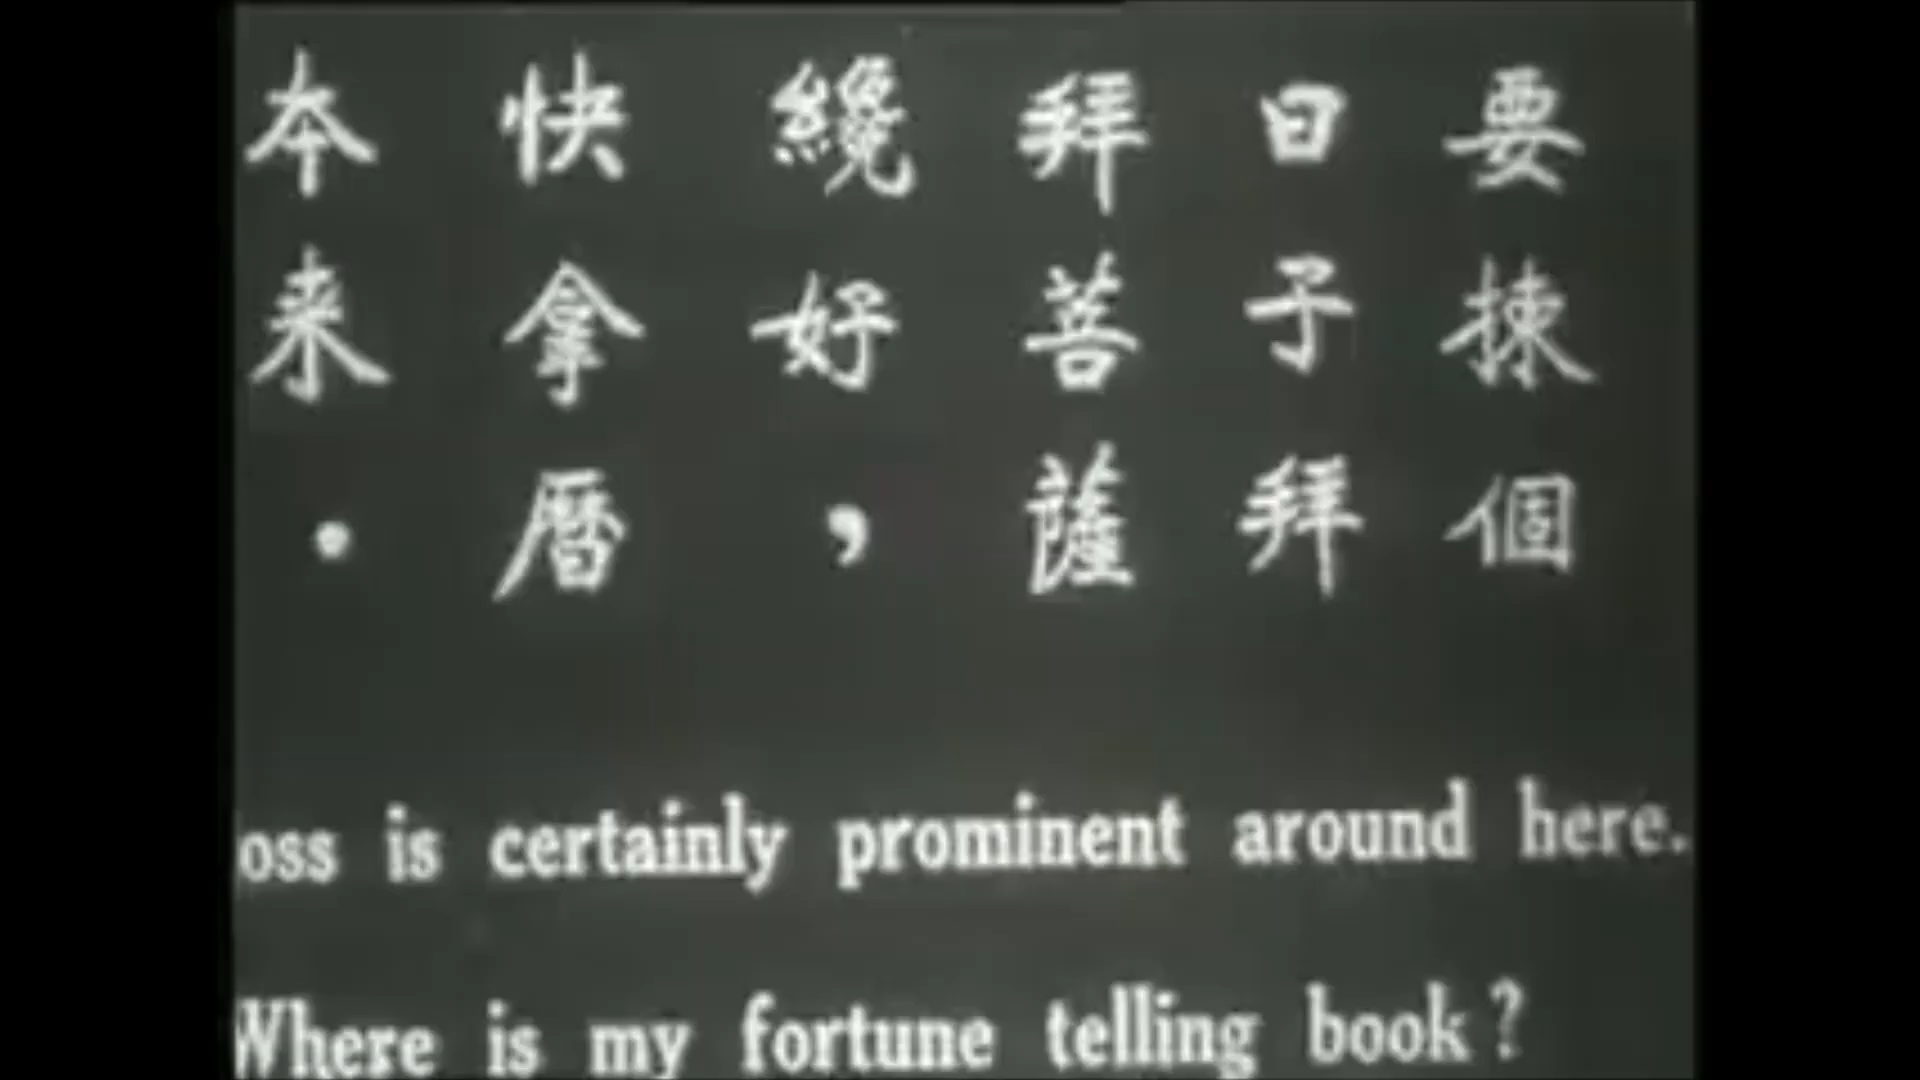 要揀個
日子拜
拜菩薩
纔好，
快拿曆
本来．
oss is certainly prominent around here.
Where is my fortune telling book?